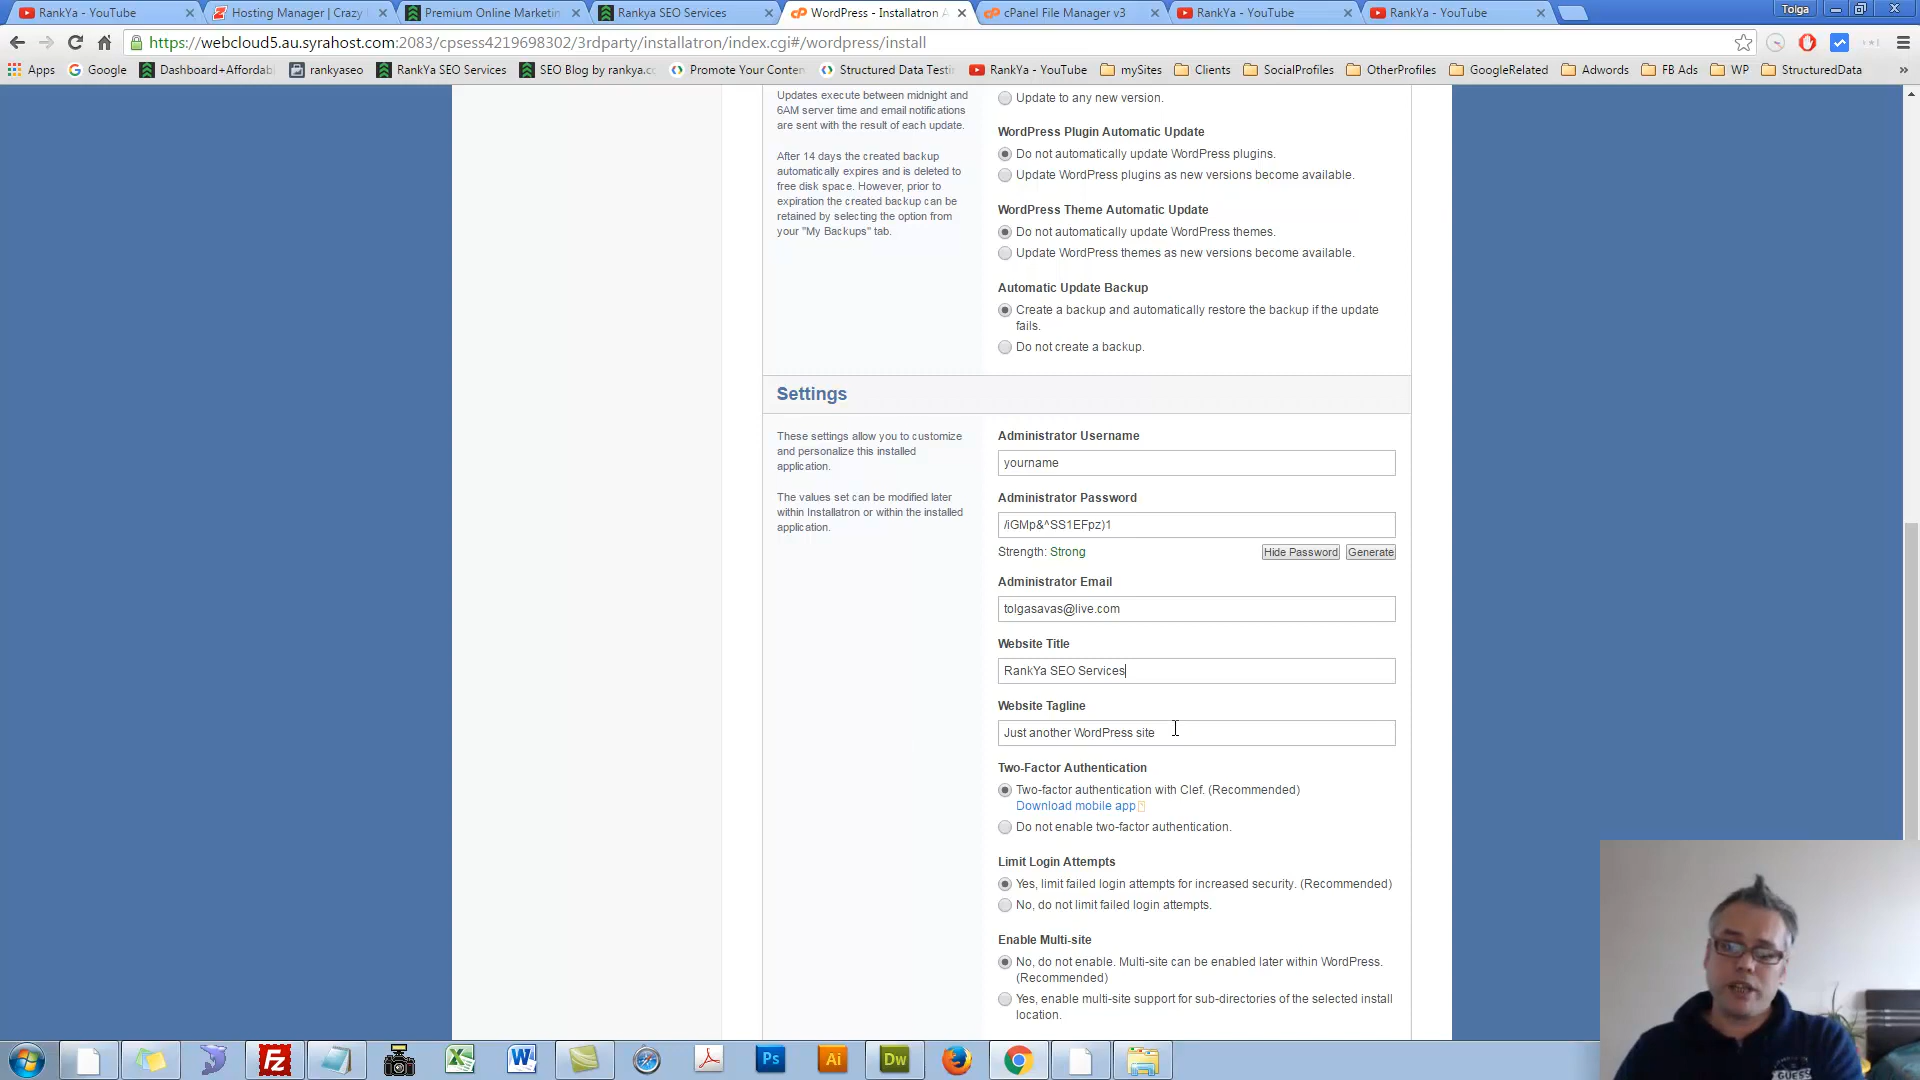 RankYa - YouTube
Hosting Manager | Crazy
Premium Online Marketin
Rankya SEO Services
WordPress - Installatron
cPanel File Manager v3
RankYa - YouTube
RankYa - YouTube
Tolga
https://webcloud5.au.syrahost.com:2083/cpsess4219698302/3rdparty/installatron/index.cgi#/wordpress/install
Apps
Google
Dashboard+Affordab
rankyaseo
RankYa SEO Services
SEO Blog by rankya.co
Promote Your Conten
Structured Data Testi
RankYa - YouTube
mySites
Clients
SocialProfiles
OtherProfiles
GoogleRelated
Adwords
FB Ads
WP
StructuredData
»
Updates execute between midnight and
6AM server time and email notifications
are sent with the result of each update.
After 14 days the created backup
automatically expires and is deleted to
free disk space. However, prior to
expiration the created backup can be
retained by selecting the option from
your "My Backups" tab.
Update to any new version.
WordPress Plugin Automatic Update
Do not automatically update WordPress plugins.
Update WordPress plugins as new versions become available.
WordPress Theme Automatic Update
Do not automatically update WordPress themes.
Update WordPress themes as new versions become available.
Automatic Update Backup
Create a backup and automatically restore the backup if the update
fails.
Do not create a backup.
Settings
These settings allow you to customize
and personalize this installed
application.
The values set can be modified later
within Installatron or within the installed
application.
Administrator Username
yourname
Administrator Password
/iGMp&^SS1EFpz)1
Strength: Strong
Hide Password
Generate
Administrator Email
tolgasavas@live.com
Website Title
RankYa SEO Services
Website Tagline
Just another WordPress site
Two-Factor Authentication
Two-factor authentication with Clef. (Recommended)
Download mobile app
Do not enable two-factor authentication.
Limit Login Attempts
Yes, limit failed login attempts for increased security. (Recommended)
No, do not limit failed login attempts.
Enable Multi-site
No, do not enable. Multi-site can be enabled later within WordPress.
(Recommended)
Yes, enable multi-site support for sub-directories of the selected install
location.
Fz
Ps
Ai
Dw
GUESS